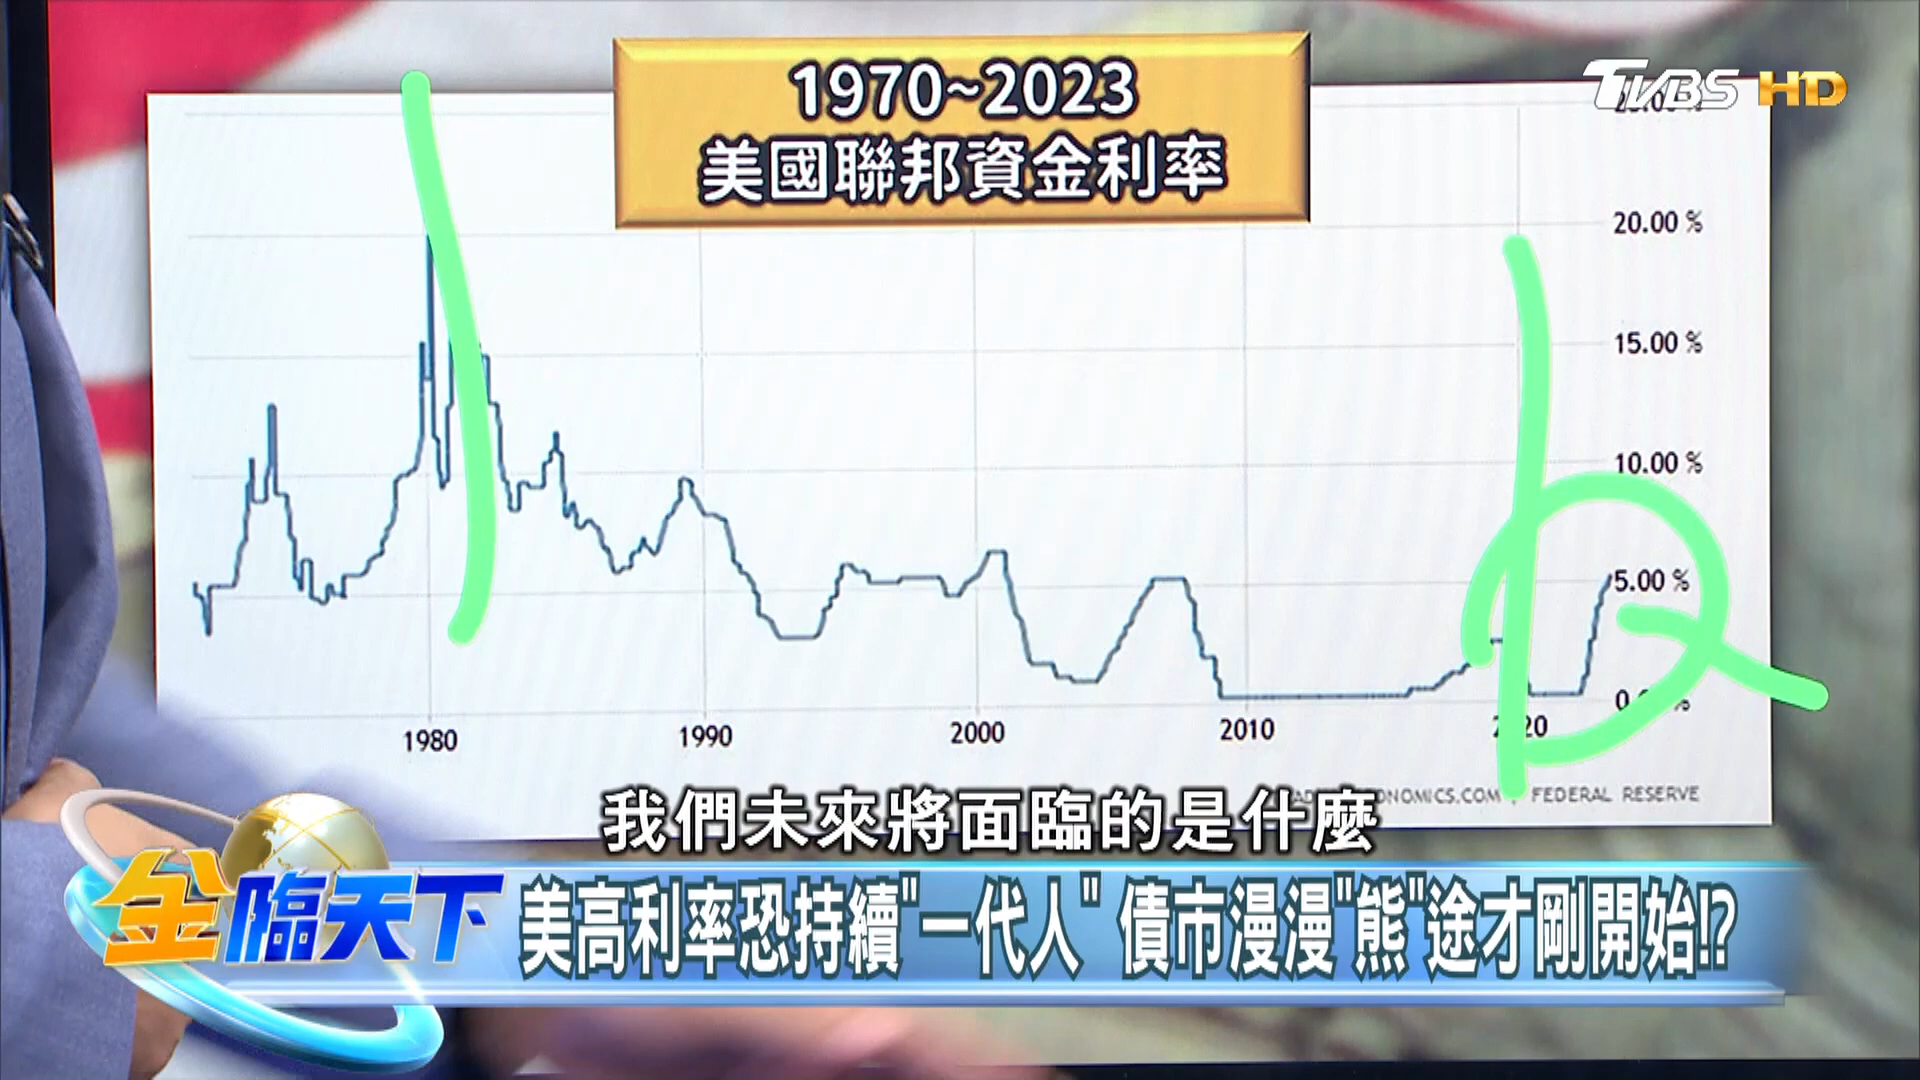 1970~2023
美國聯邦資金利率
TVBS HD
20.00 %
15.00 %
10.00 %
5.00 %
1980
1990
2000
2010
FEDERAL RESERVE
我們未來將面臨的是什麼
金臨天下
美高利率恐持續"一代人" 債市漫漫"熊"途才剛開始!?